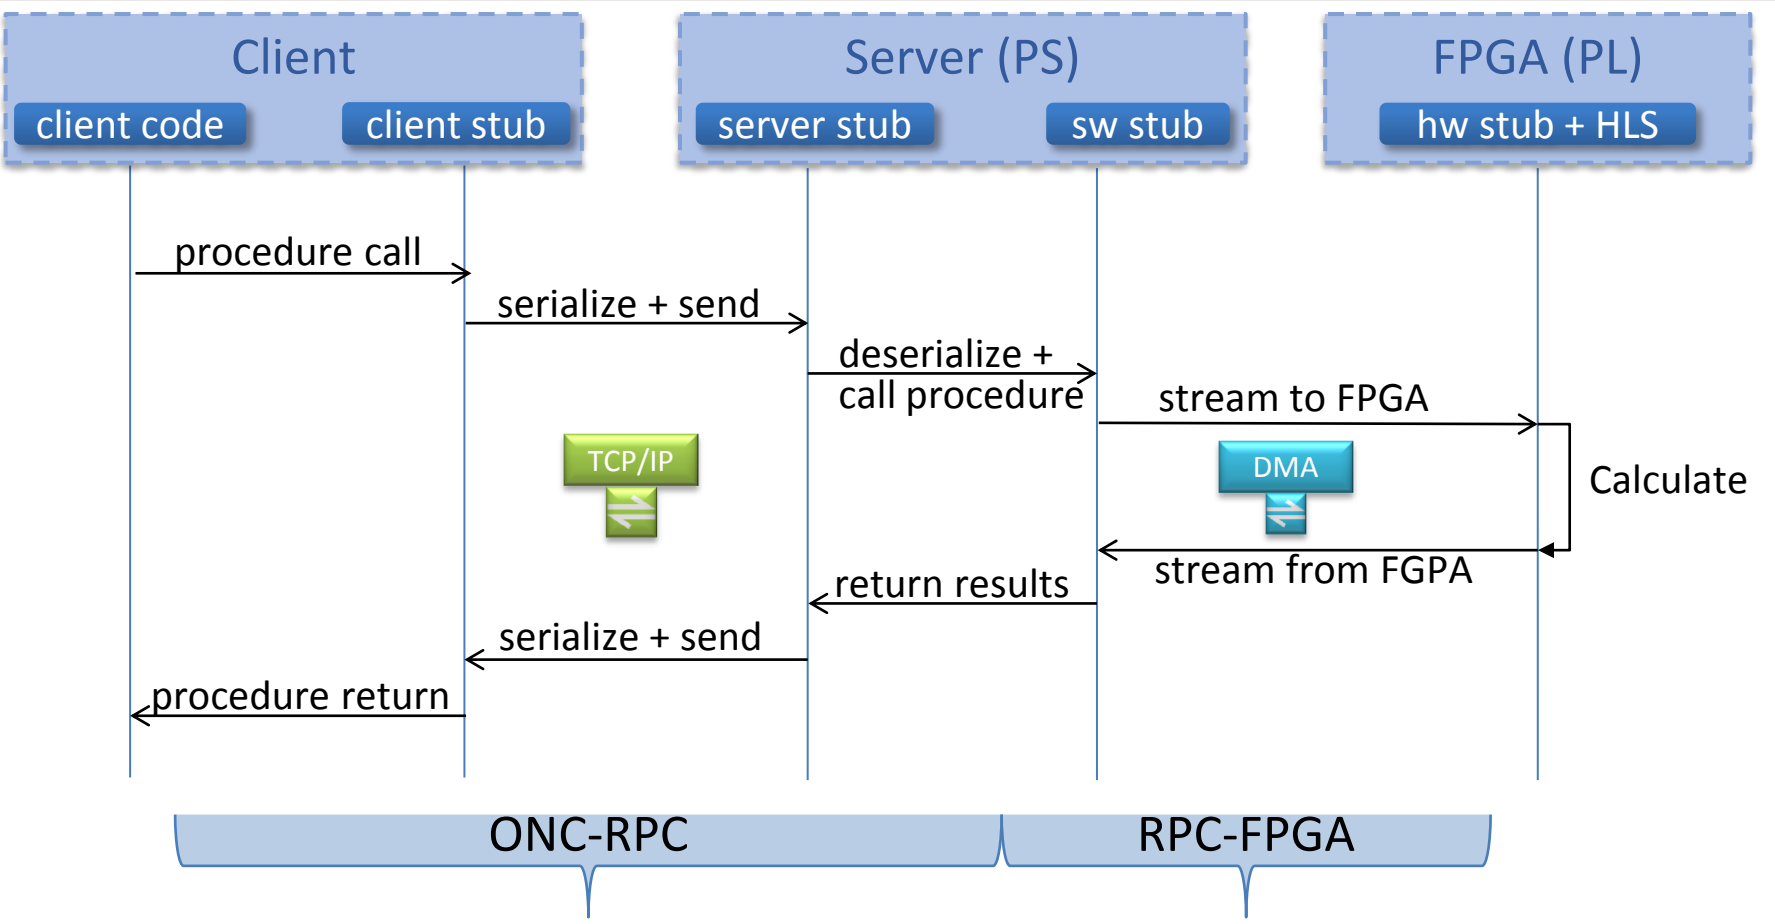 Client
Server (PS)
FPGA (PL)
client code
client stub
server stub
sw stub
hw stub + HLS
procedure call
serialize + send
deserialize +
call procedure
stream to FPGA
TCP/IP
DMA
Calculate
stream from FGPA
return results
serialize + send
procedure return
ONC-RPC
RPC-FPGA